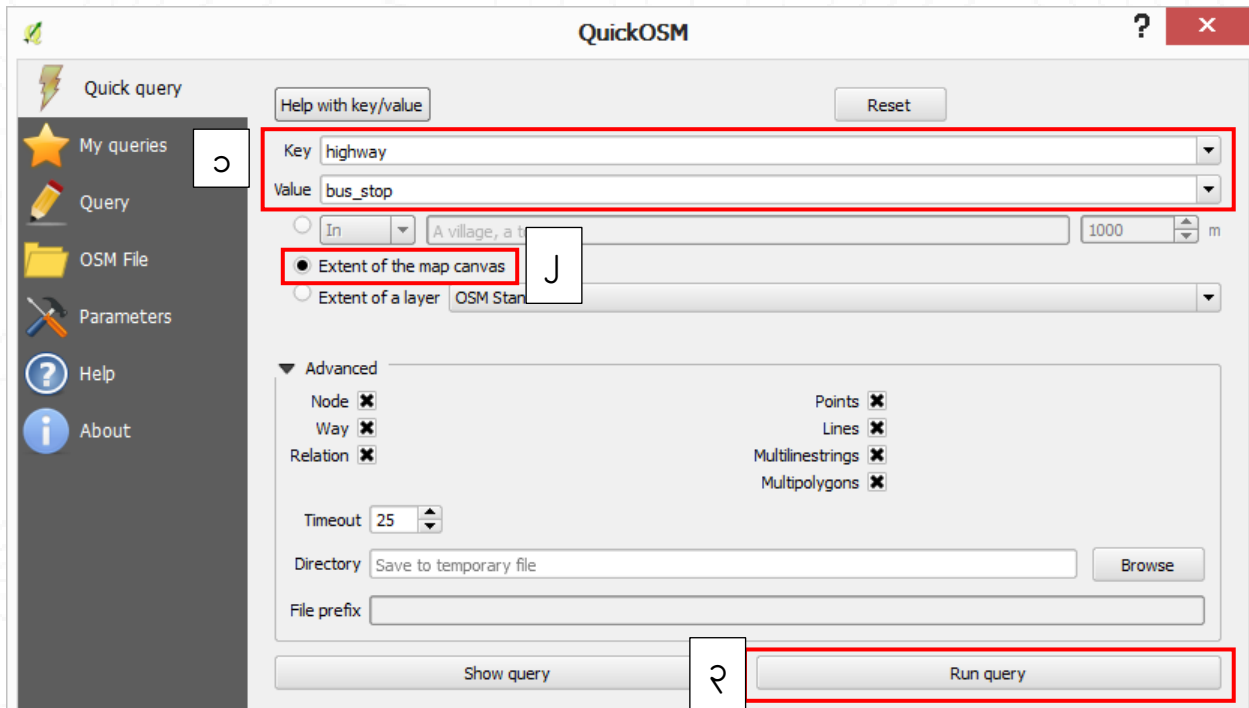 QuickOSM
?
Quick query
Help with key/value
Reset
My queries
၁
Key highway
Query
Value bus_stop
In A village, a t 1000 m
OSM File
Extent of the map canvas ၂
Extent of a layer OSM Stan
Parameters
Help
Advanced
Node Points
About
Way Lines
Relation Multilinestrings
Multipolygons
Timeout 25
Directory Save to temporary file Browse
File prefix
Show query ၃ Run query